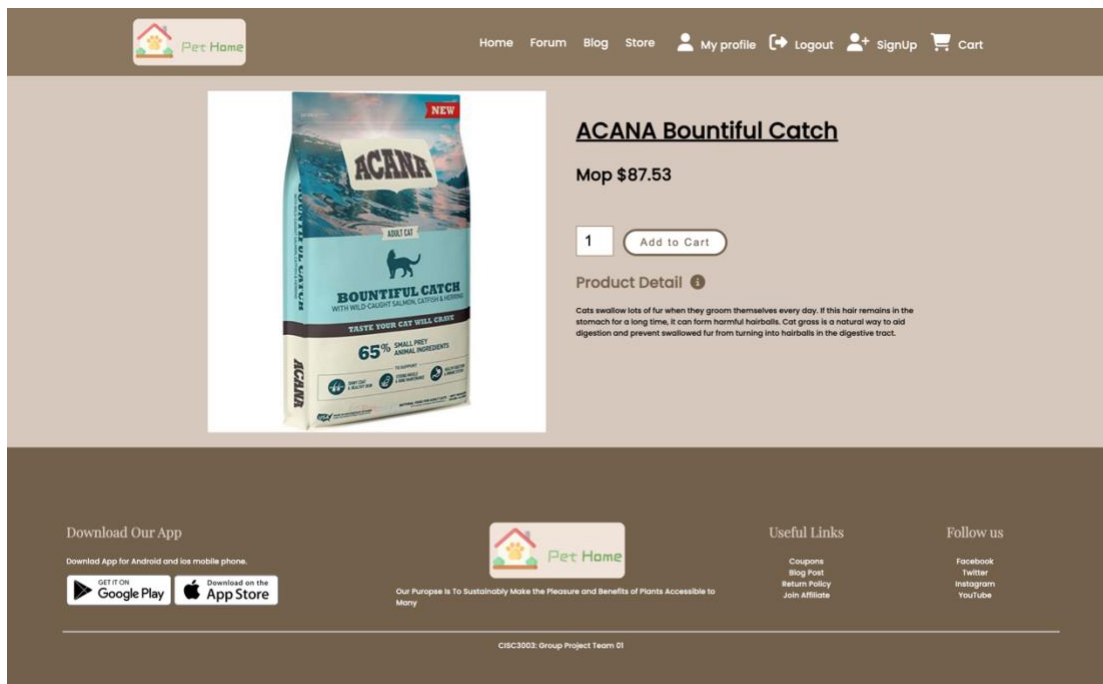 Pet Home
Home Forum Blog Store My profile Logout SignUp Cart
NEW
ACANA
ADULT CAT
BOUNTIFUL CATCH
WITH WILD-CAUGHT SALMON, CATFISH & HERRING
TASTE YOUR CAT WILL CRAVE
65% SMALL PREY
ANIMAL INGREDIENTS
TO SUPPORT
BOUNTIFUL CATCH
ACANA
ACANA Bountiful Catch
Mop $87.53
1 Add to Cart
Product Detail
Cats swallow lots of fur when they groom themselves every day. If this hair remains in the
stomach for a long time, it can form harmful hairballs. Cat grass is a natural way to aid
digestion and prevent swallowed fur from turning into hairballs in the digestive tract.
Download Our App
Downlad App for Android and ios mobile phone.
GET IT ON
Google Play
Download on the
App Store
Pet Home
Our Puropse Is To Sustainably Make the Pleasure and Benefits of Plants Accessible to
Many
Useful Links
Coupons
Blog Post
Return Policy
Join Affiliate
Follow us
Facebook
Twitter
Instagram
YouTube
CISC3003: Group Project Team 01